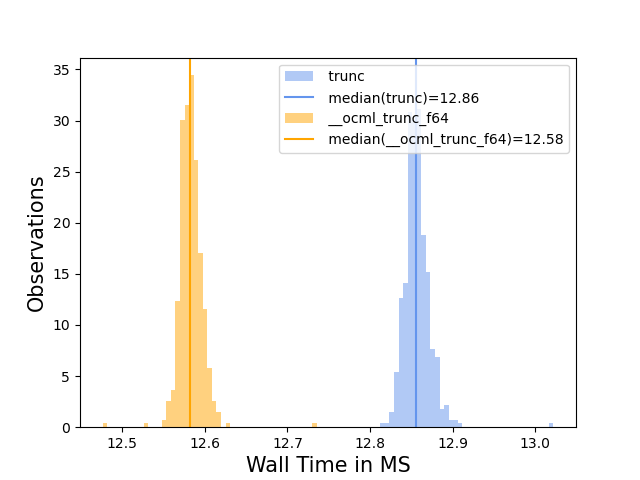 trunc
median(trunc)=12.86
__ocml_trunc_f64
median(__ocml_trunc_f64)=12.58
Observations
35
30
25
20
15
10
5
0
12.5 12.6 12.7 12.8 12.9 13.0
Wall Time in MS